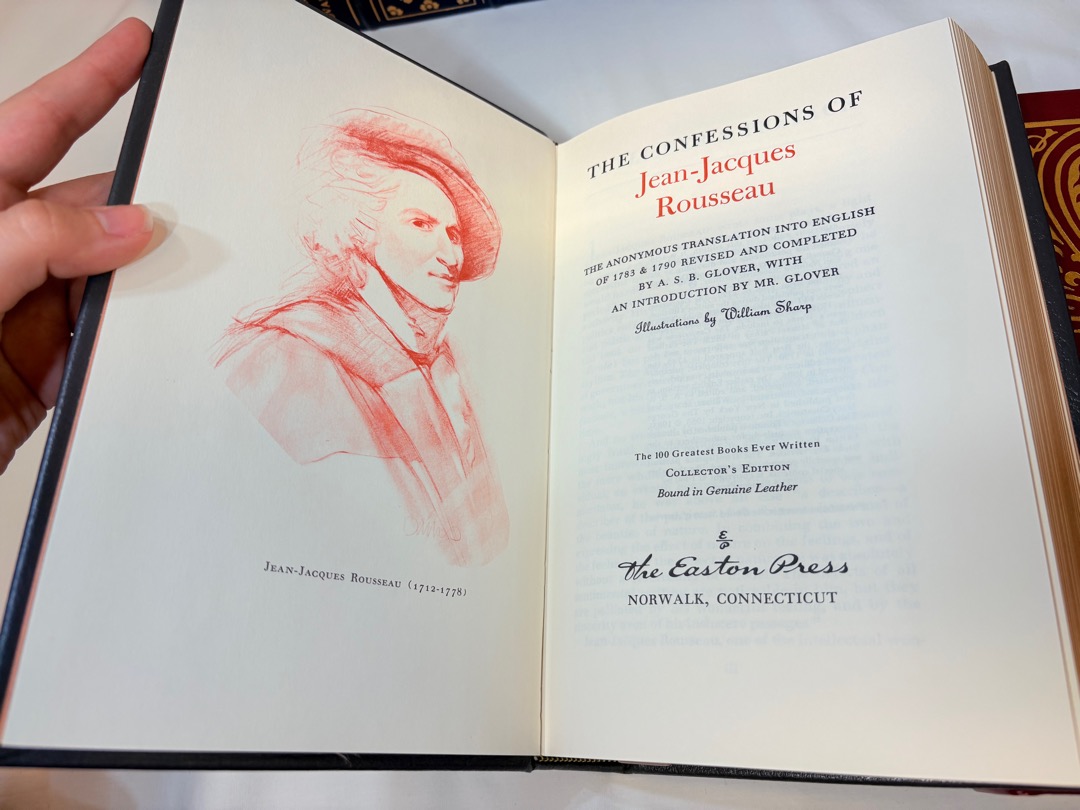 JEAN-JACQUES ROUSSEAU (1712-1778)
THE CONFESSIONS OF
Jean-Jacques
Rousseau
THE ANONYMOUS TRANSLATION INTO ENGLISH
OF 1783 & 1790 REVISED AND COMPLETED
BY A. S. B. GLOVER, WITH
AN INTRODUCTION BY MR. GLOVER
Illustrations by William Sharp
The 100 Greatest Books Ever Written
COLLECTOR'S EDITION
Bound in Genuine Leather
E
P
The Easton Press
NORWALK, CONNECTICUT